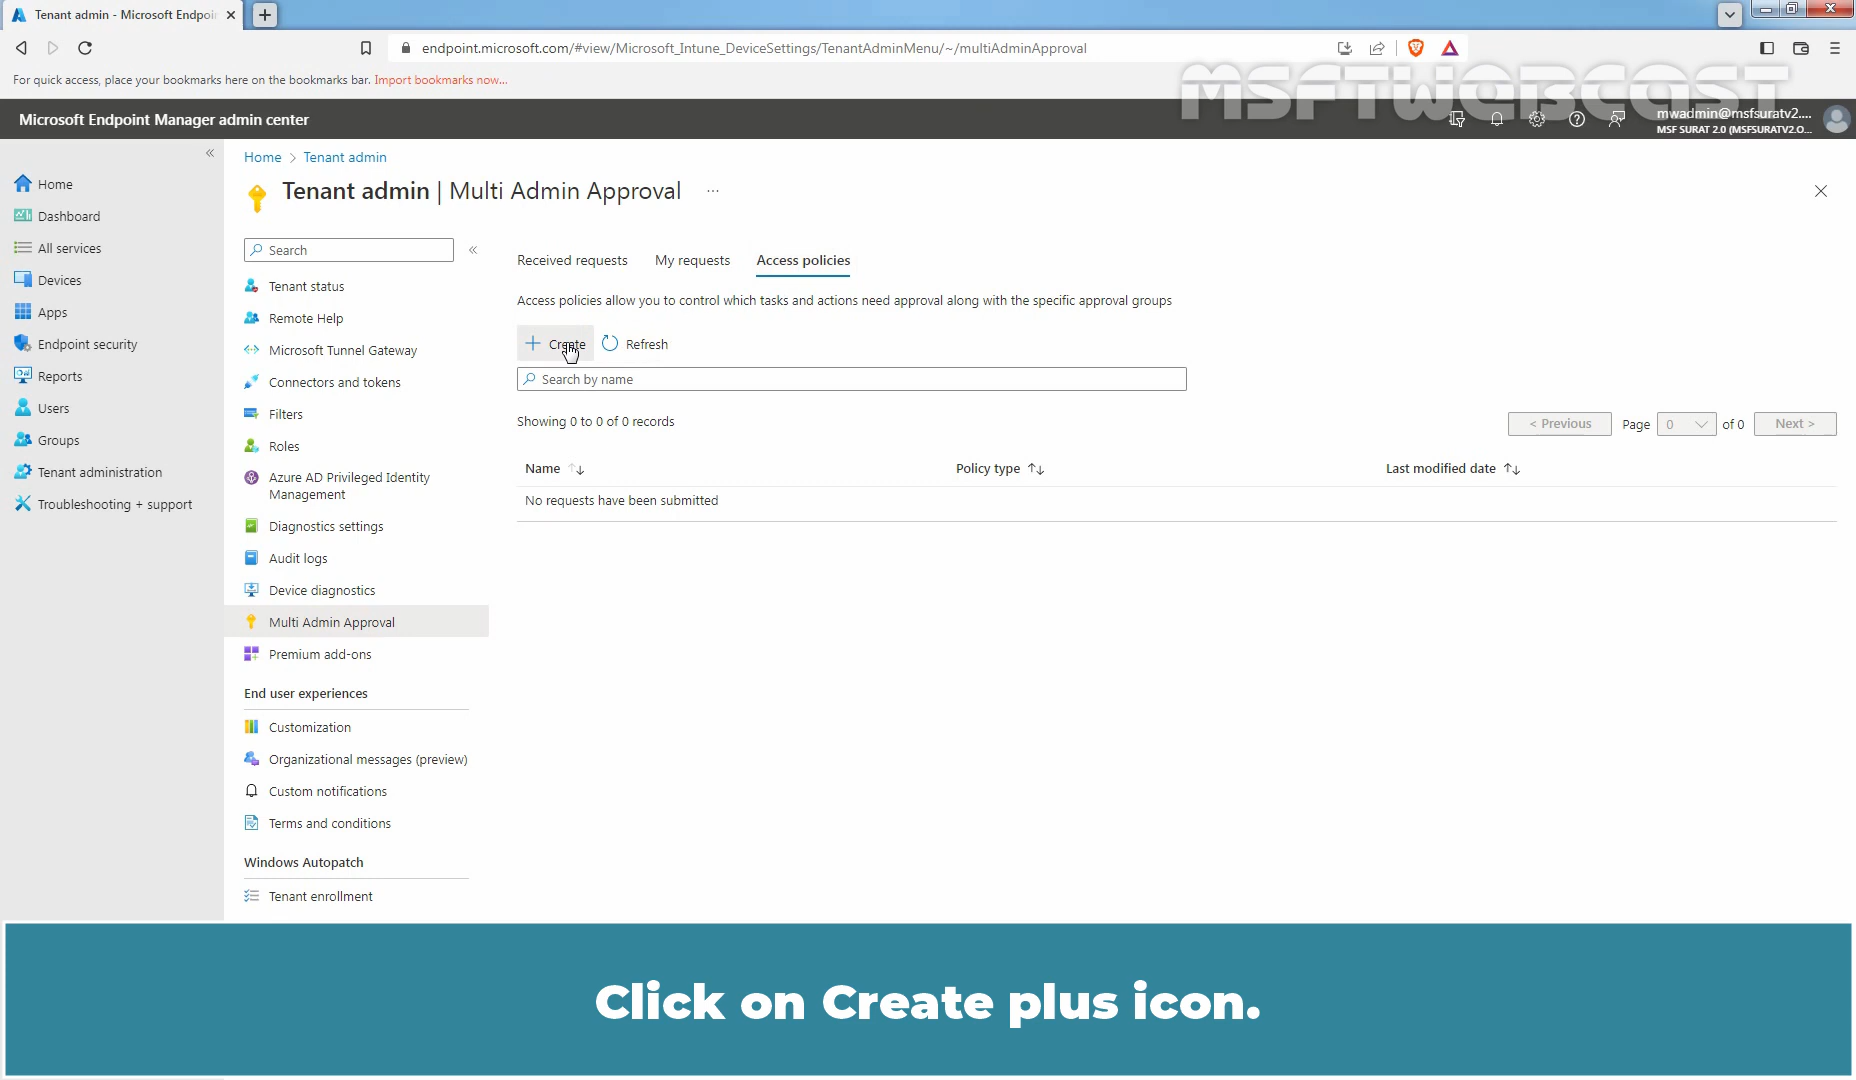 Tenant admin - Microsoft Endpoin
endpoint.microsoft.com/#view/Microsoft_Intune_DeviceSettings/TenantAdminMenu/~/multiAdminApproval
For quick access, place your bookmarks here on the bookmarks bar. Import bookmarks now...
MSFTWEBCAST
Microsoft Endpoint Manager admin center
mwadmin@msfsuratv2....
MSF SURAT 2.0 (MSFSURATV2.O...
Home
Dashboard
All services
Devices
Apps
Endpoint security
Reports
Users
Groups
Tenant administration
Troubleshooting + support
Home > Tenant admin
Tenant admin | Multi Admin Approval ...
Search
Tenant status
Remote Help
Microsoft Tunnel Gateway
Connectors and tokens
Filters
Roles
Azure AD Privileged Identity
Management
Diagnostics settings
Audit logs
Device diagnostics
Multi Admin Approval
Premium add-ons
End user experiences
Customization
Organizational messages (preview)
Custom notifications
Terms and conditions
Windows Autopatch
Tenant enrollment
Received requests My requests Access policies
Access policies allow you to control which tasks and actions need approval along with the specific approval groups
Create Refresh
Search by name
Showing 0 to 0 of 0 records
< Previous Page 0 of 0 Next >
Name Policy type Last modified date
No requests have been submitted
Click on Create plus icon.